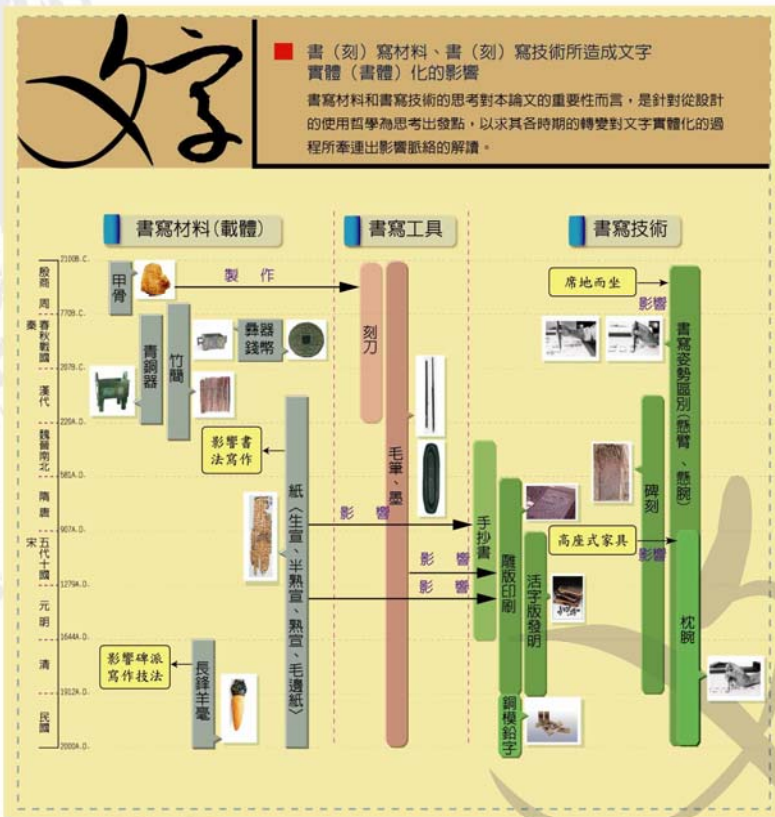 文字
書（刻）寫材料、書（刻）寫技術所造成文字
實體（書體）化的影響
書寫材料和書寫技術的思考對本論文的重要性而言，是針對從設計
的使用哲學為思考出發點，以求其各時期的轉變對文字實體化的過
程所牽連出影響脈絡的解讀。
書寫材料(載體)
書寫工具
書寫技術
2100B.C.
殷商 周
770B.C.
春秋戰國
秦
207B.C.
漢代
220A.D.
魏晉南北
581A.D.
隋 唐
907A.D.
五代十國
宋
1279A.D.
元 明
1644A.D.
清
1912A.D.
民國
2000A.D.
甲骨
製 作
青銅器
竹簡
彝器
錢幣
影響書
法寫作
紙〈生宣、半熟宣、熟宣、毛邊紙〉
影響碑派
寫作技法
長鋒羊毫
刻刀
毛筆、墨
影 響
影 響
影 響
手抄書
雕版印刷
活字版發明
銅模鉛字
席地而坐
影響
書寫姿勢區別(懸臂、懸腕)
碑刻
高座式家具
影響
枕腕